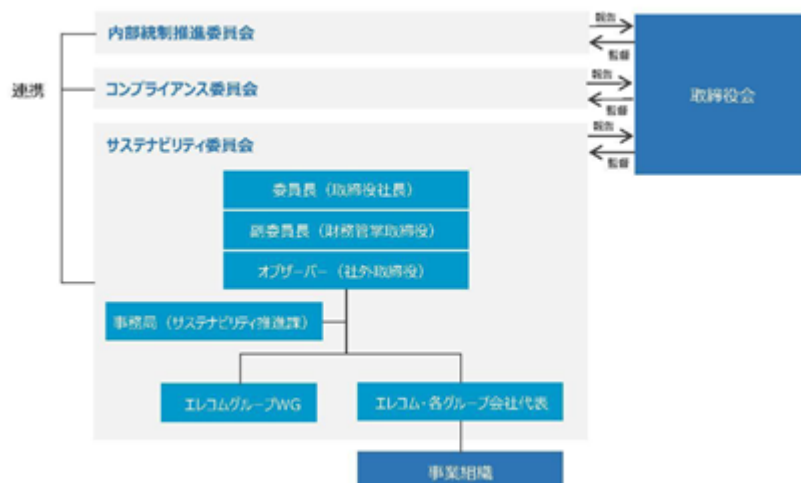 内部統制推進委員会
報告
監督
連携
コンプライアンス委員会
報告
監督
取締役会
サステナビリティ委員会
報告
監督
委員長（取締役社長）
副委員長（財務管掌取締役）
オブザーバー（社外取締役）
事務局（サステナビリティ推進課）
エレコムグループWG
エレコム・各グループ会社代表
事業組織